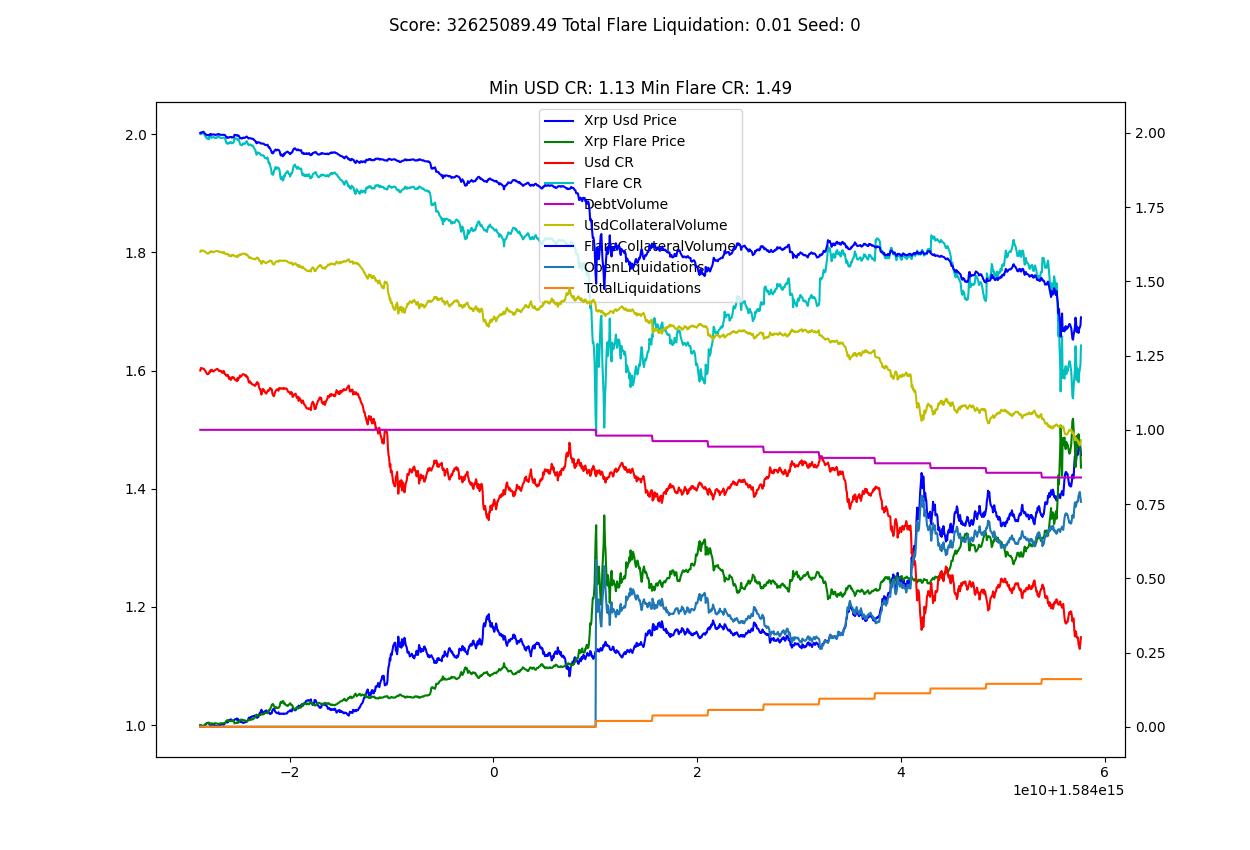 Score: 32625089.49 Total Flare Liquidation: 0.01 Seed: 0
Min USD CR: 1.13 Min Flare CR: 1.49
Xrp Usd Price
Xrp Flare Price
Usd CR
Flare CR
DebtVolume
UsdCollateralVolume
FlareCollateralVolume
OpenLiquidations
TotalLiquidations
2.0
1.8
1.6
1.4
1.2
1.0
2.00
1.75
1.50
1.25
1.00
0.75
0.50
0.25
0.00
−2
0
2
4
6
1e10+1.584e15